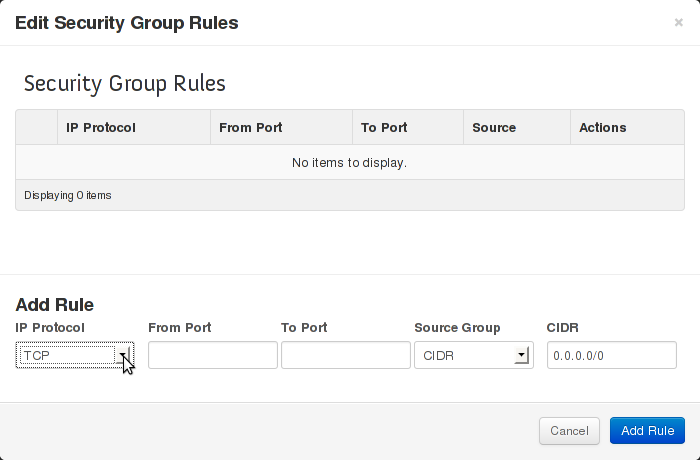 Edit Security Group Rules ×
Security Group Rules
IP Protocol From Port To Port Source Actions
No items to display.
Displaying 0 items
Add Rule
IP Protocol From Port To Port Source Group CIDR
TCP CIDR 0.0.0.0/0
Cancel Add Rule